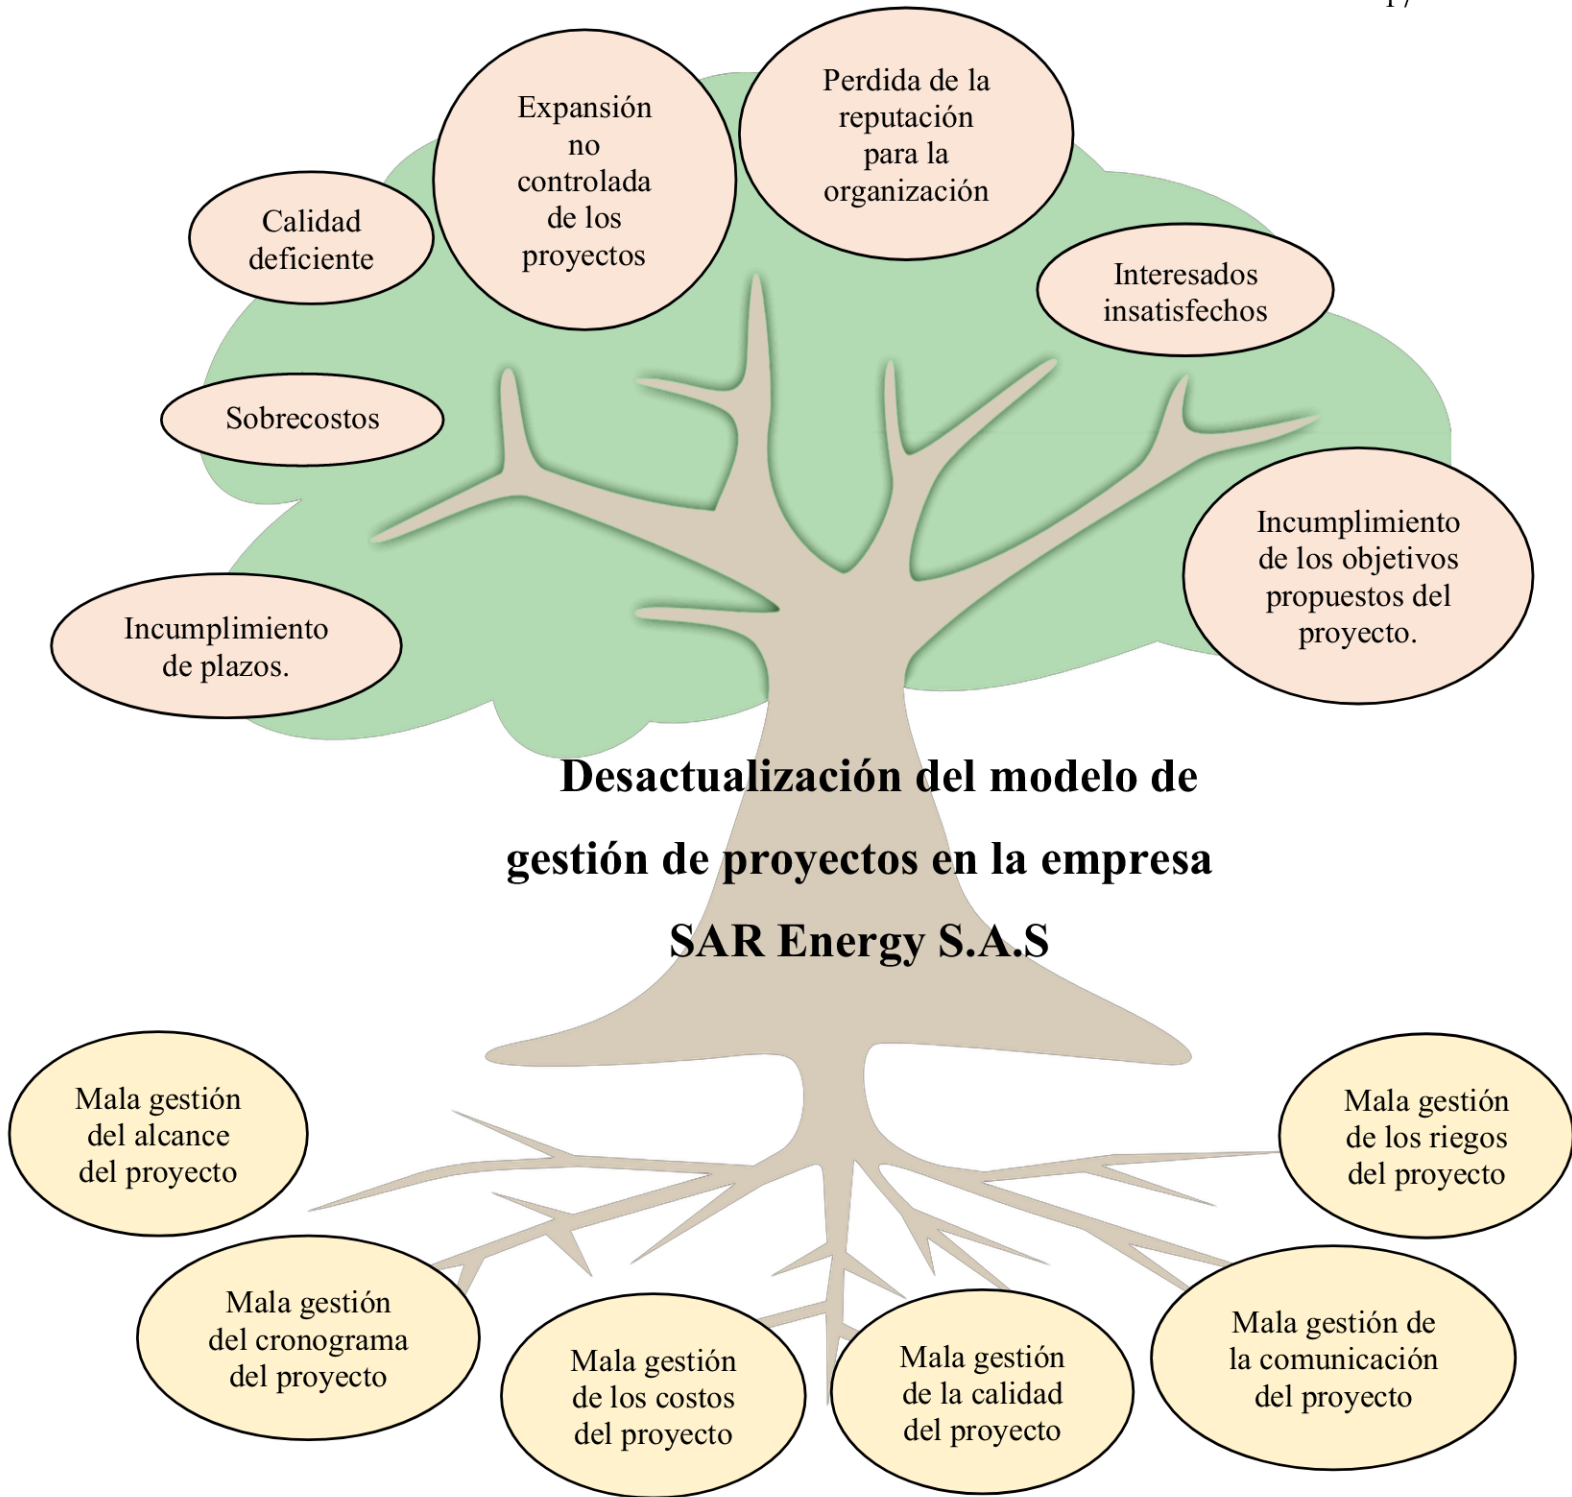 Perdida de la
reputación
para la
organización
Expansión
no
controlada
de los
proyectos
Calidad
deficiente
Interesados
insatisfechos
Sobrecostos
Incumplimiento
de los objetivos
propuestos del
proyecto.
Incumplimiento
de plazos.
Desactualización del modelo de
gestión de proyectos en la empresa
SAR Energy S.A.S
Mala gestión
del alcance
del proyecto
Mala gestión
de los riegos
del proyecto
Mala gestión
del cronograma
del proyecto
Mala gestión
de los costos
del proyecto
Mala gestión
de la calidad
del proyecto
Mala gestión de
la comunicación
del proyecto